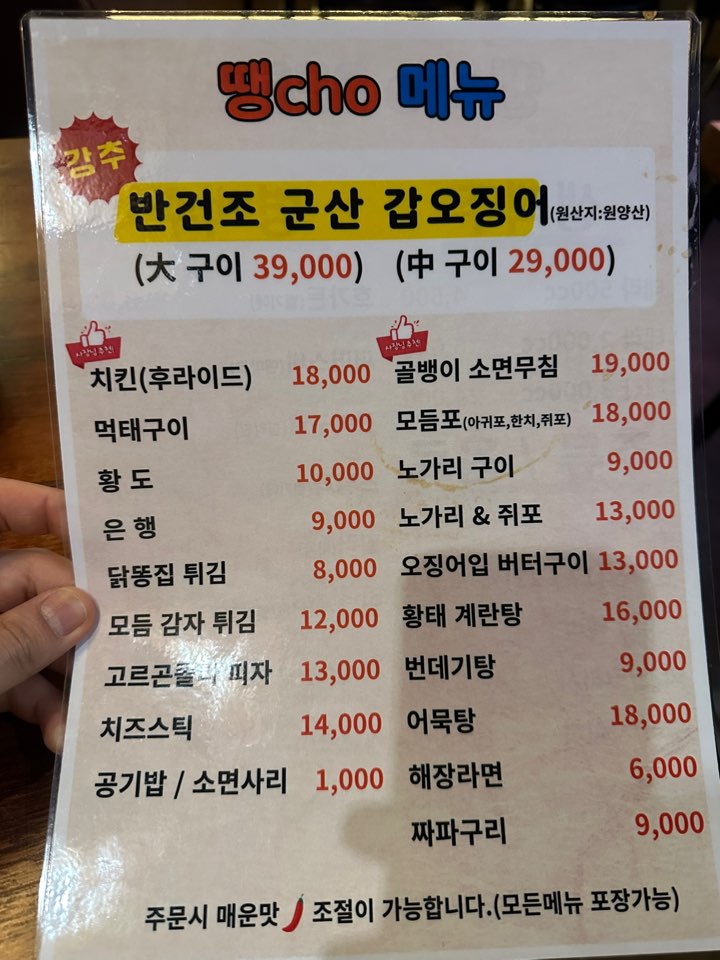 땡cho 메뉴
강추
반건조 군산 갑오징어(원산지:원양산)
(大 구이 39,000) (中 구이 29,000)
사장님추천!
치킨(후라이드) 18,000
먹태구이 17,000
황 도 10,000
은 행 9,000
닭똥집 튀김 8,000
모듬 감자 튀김 12,000
고르곤졸라 피자 13,000
치즈스틱 14,000
공기밥 / 소면사리 1,000
사장님추천!
골뱅이 소면무침 19,000
모듬포(아귀포,한치,쥐포) 18,000
노가리 구이 9,000
노가리 & 쥐포 13,000
오징어입 버터구이 13,000
황태 계란탕 16,000
번데기탕 9,000
어묵탕 18,000
해장라면 6,000
짜파구리 9,000
주문시 매운맛 조절이 가능합니다.(모든메뉴 포장가능)